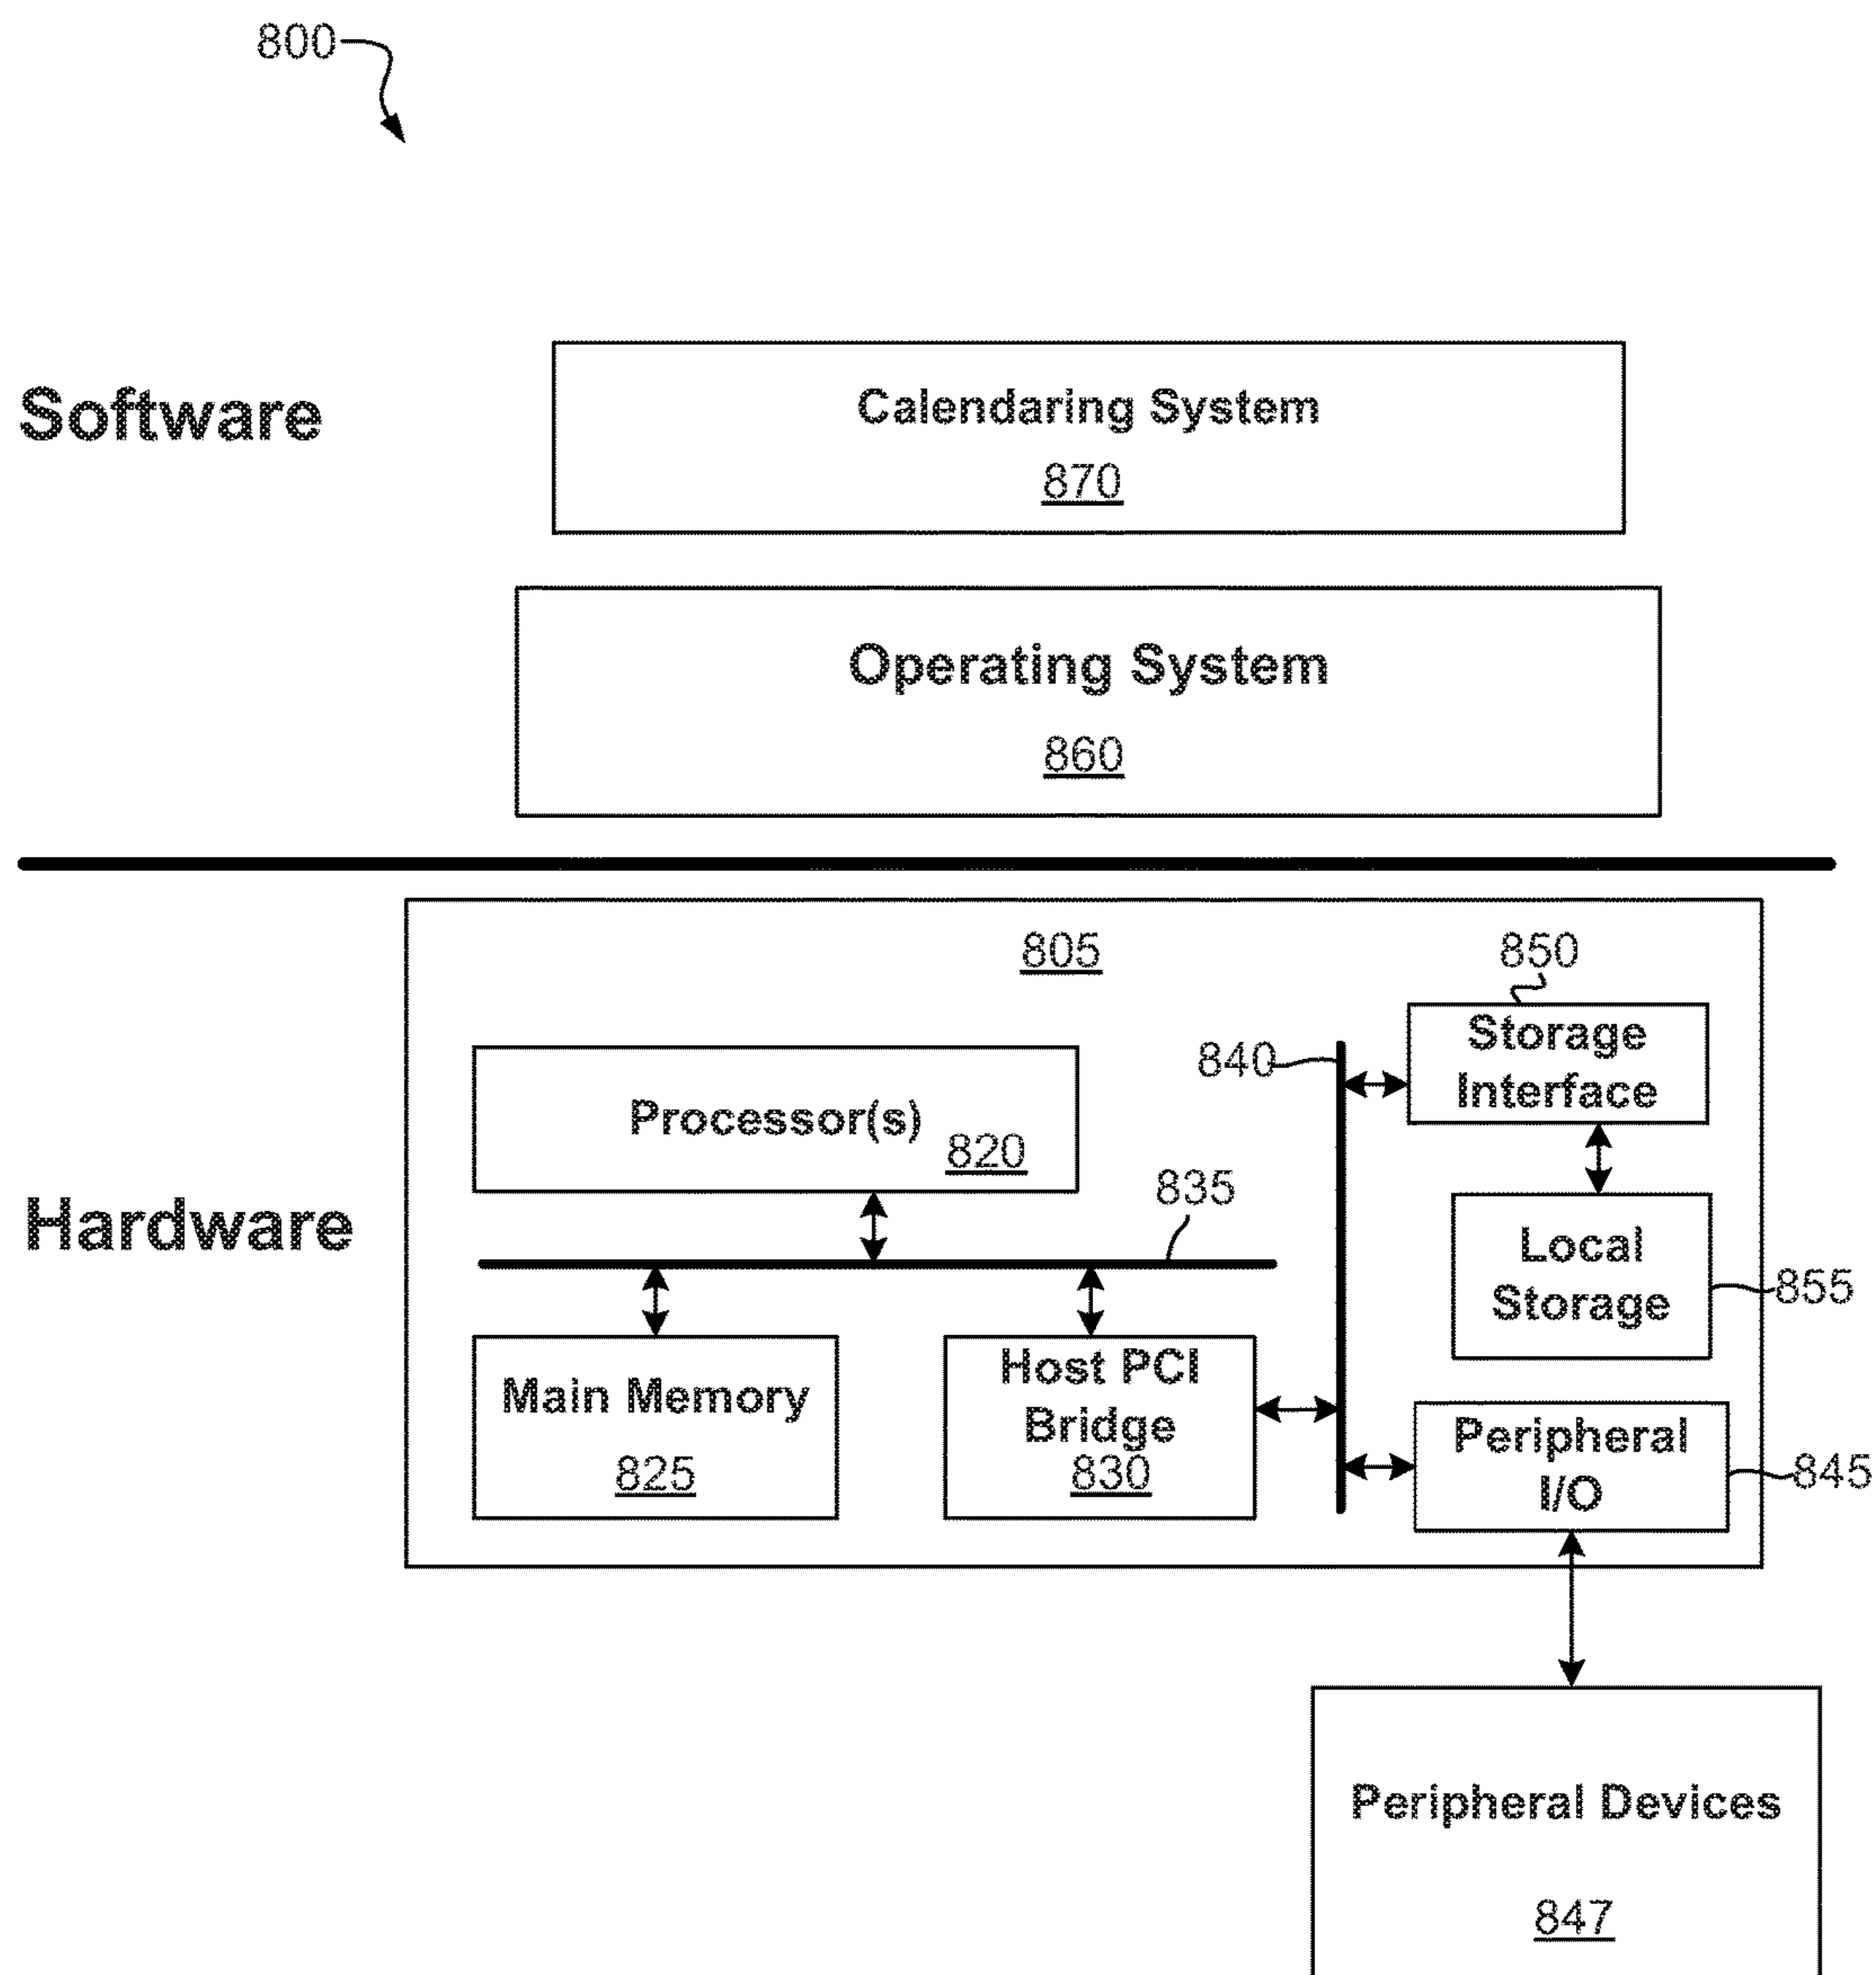 800
Software
Calendaring System
870
Operating System
860
805
850
Storage
Interface
840
Processor(s)
820
835
Hardware
Local
Storage
855
Main Memory
825
Host PCI
Bridge
830
Peripheral
I/O
845
Peripheral Devices
847